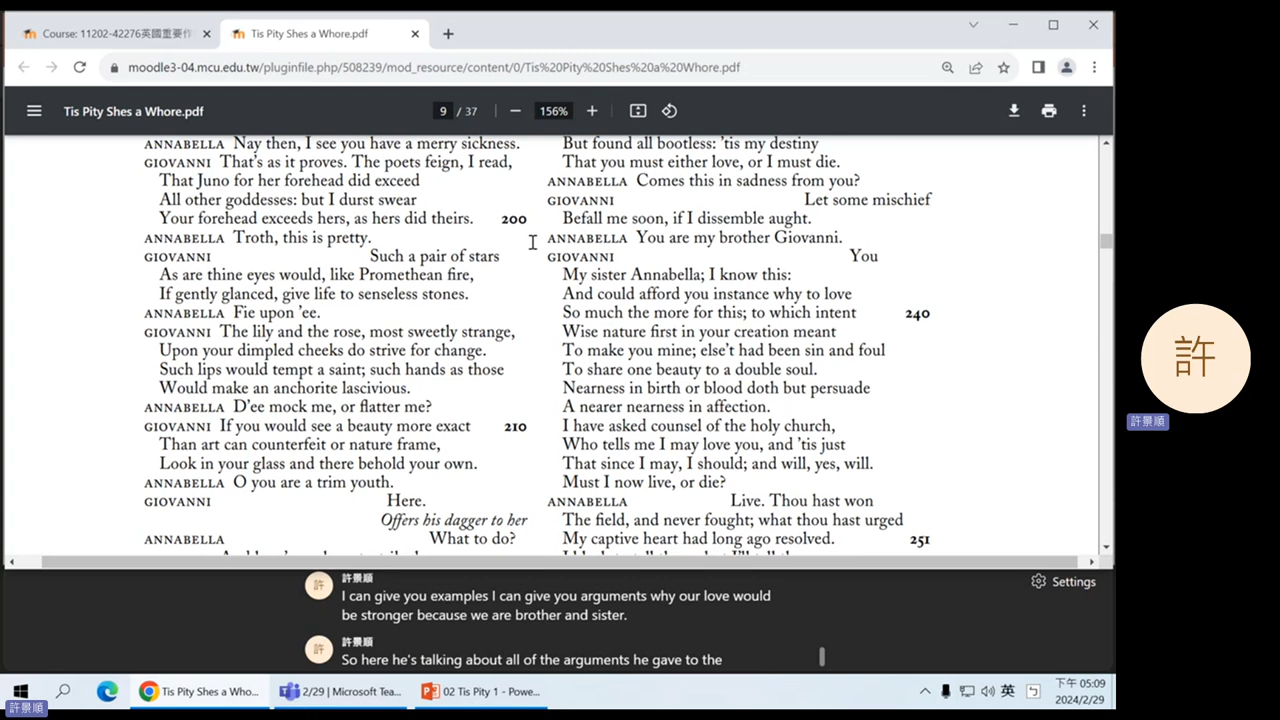 Course: 11202-42276英國重要作
Tis Pity Shes a Whore.pdf
moodle3-04.mcu.edu.tw/pluginfile.php/508239/mod_resource/content/0/Tis%20Pity%20Shes%20a%20Whore.pdf
Tis Pity Shes a Whore.pdf
9 / 37
156%
ANNABELLA Nay then, I see you have a merry sickness.
GIOVANNI That's as it proves. The poets feign, I read,
That Juno for her forehead did exceed
All other goddesses: but I durst swear
Your forehead exceeds hers, as hers did theirs. 200
ANNABELLA Troth, this is pretty.
GIOVANNI Such a pair of stars
As are thine eyes would, like Promethean fire,
If gently glanced, give life to senseless stones.
ANNABELLA Fie upon 'ee.
GIOVANNI The lily and the rose, most sweetly strange,
Upon your dimpled cheeks do strive for change.
Such lips would tempt a saint; such hands as those
Would make an anchorite lascivious.
ANNABELLA D'ee mock me, or flatter me?
GIOVANNI If you would see a beauty more exact 210
Than art can counterfeit or nature frame,
Look in your glass and there behold your own.
ANNABELLA O you are a trim youth.
GIOVANNI Here.
Offers his dagger to her
ANNABELLA What to do?
But found all bootless: 'tis my destiny
That you must either love, or I must die.
ANNABELLA Comes this in sadness from you?
GIOVANNI Let some mischief
Befall me soon, if I dissemble aught.
ANNABELLA You are my brother Giovanni.
GIOVANNI You
My sister Annabella; I know this:
And could afford you instance why to love
So much the more for this; to which intent 240
Wise nature first in your creation meant
To make you mine; else't had been sin and foul
To share one beauty to a double soul.
Nearness in birth or blood doth but persuade
A nearer nearness in affection.
I have asked counsel of the holy church,
Who tells me I may love you, and 'tis just
That since I may, I should; and will, yes, will.
Must I now live, or die?
ANNABELLA Live. Thou hast won
The field, and never fought; what thou hast urged
My captive heart had long ago resolved. 251
許
許景順
許
許景順
I can give you examples I can give you arguments why our love would
be stronger because we are brother and sister.
許
許景順
So here he's talking about all of the arguments he gave to the
Settings
Tis Pity Shes a Who...
2/29 | Microsoft Tea...
02 Tis Pity 1 - Powe...
英
下午 05:09
2024/2/29
許景順